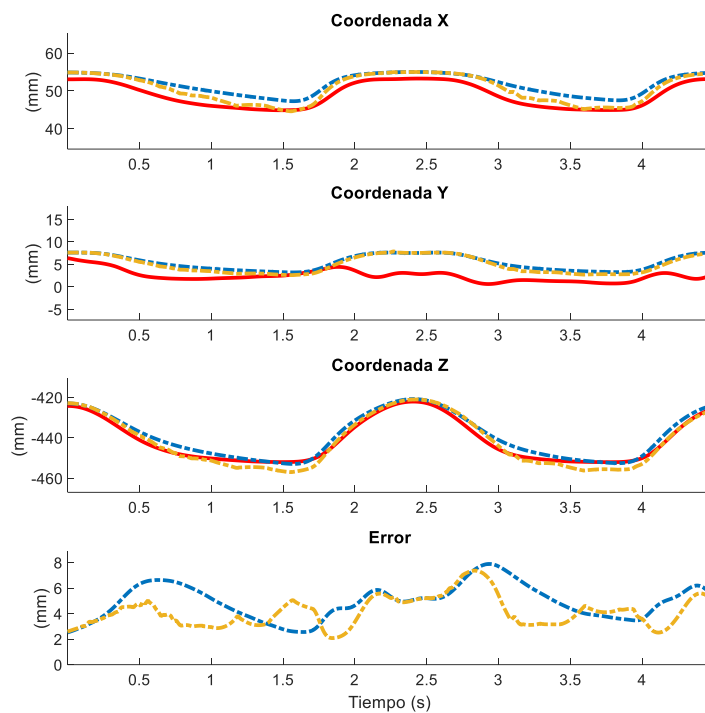 Coordenada X
60
50
40
(mm)
0.5 1 1.5 2 2.5 3 3.5 4
Coordenada Y
15
10
5
0
-5
(mm)
0.5 1 1.5 2 2.5 3 3.5 4
Coordenada Z
-420
-440
-460
(mm)
0.5 1 1.5 2 2.5 3 3.5 4
Error
8
6
4
2
0
(mm)
0.5 1 1.5 2 2.5 3 3.5 4
Tiempo (s)